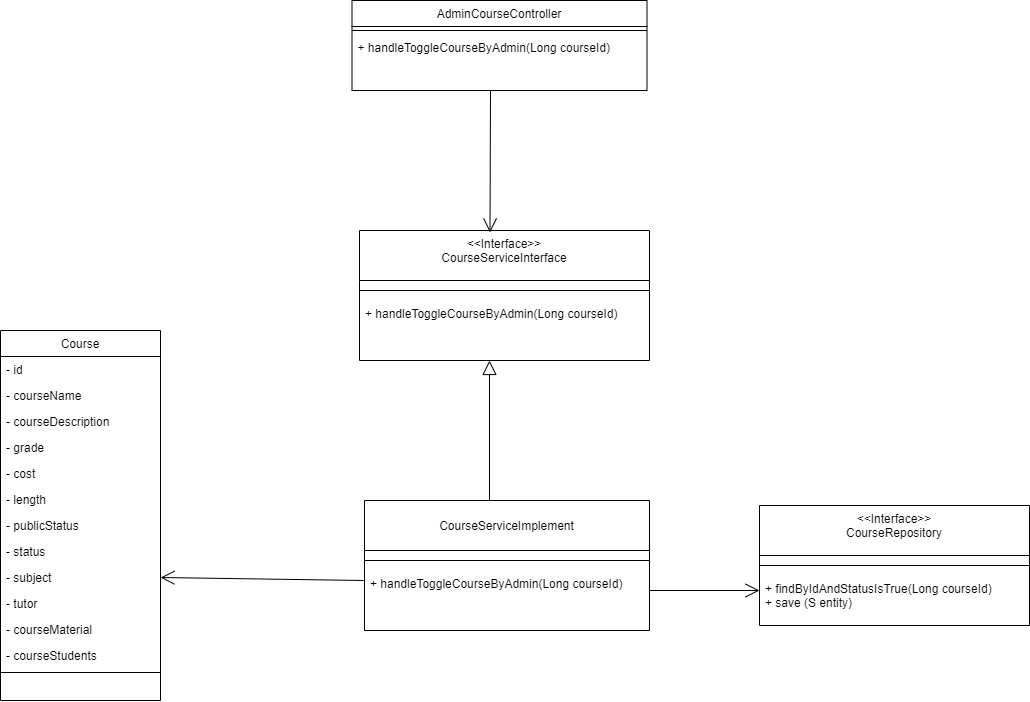 AdminCourseController
+ handleToggleCourseByAdmin(Long courseId)
<<Interface>>
CourseServiceInterface
+ handleToggleCourseByAdmin(Long courseId)
Course
- id
- courseName
- courseDescription
- grade
- cost
- length
- publicStatus
- status
- subject
- tutor
- courseMaterial
- courseStudents
CourseServiceImplement
+ handleToggleCourseByAdmin(Long courseId)
<<Interface>>
CourseRepository
+ findByIdAndStatusIsTrue(Long courseId)
+ save (S entity)